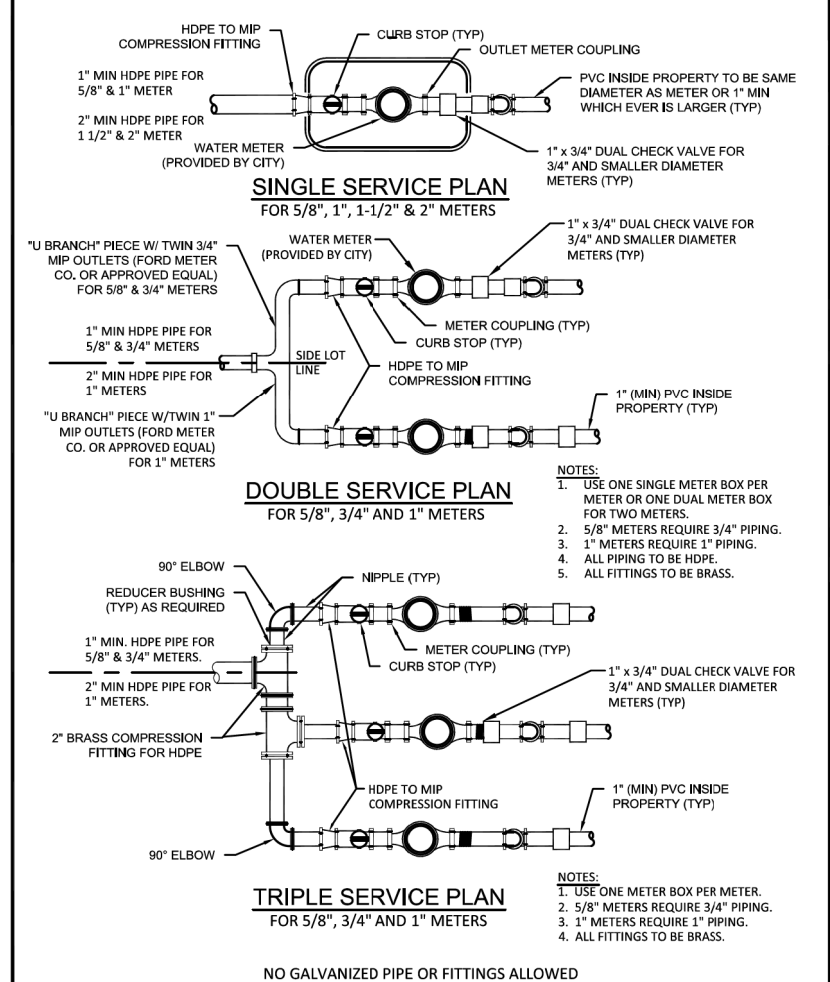 HDPE TO MIP
COMPRESSION FITTING
CURB STOP (TYP)
OUTLET METER COUPLING
1" MIN HDPE PIPE FOR
5/8" & 1" METER
2" MIN HDPE PIPE FOR
1 1/2" & 2" METER
WATER METER
(PROVIDED BY CITY)
PVC INSIDE PROPERTY TO BE SAME
DIAMETER AS METER OR 1" MIN
WHICH EVER IS LARGER (TYP)
1" x 3/4" DUAL CHECK VALVE FOR
3/4" AND SMALLER DIAMETER
METERS (TYP)
SINGLE SERVICE PLAN
FOR 5/8", 1", 1-1/2" & 2" METERS
"U BRANCH" PIECE W/ TWIN 3/4"
MIP OUTLETS (FORD METER
CO. OR APPROVED EQUAL)
FOR 5/8" & 3/4" METERS
WATER METER
(PROVIDED BY CITY)
1" x 3/4" DUAL CHECK VALVE FOR
3/4" AND SMALLER DIAMETER
METERS (TYP)
METER COUPLING (TYP)
CURB STOP (TYP)
1" MIN HDPE PIPE FOR
5/8" & 3/4" METERS
2" MIN HDPE PIPE FOR
1" METERS
SIDE LOT
LINE
HDPE TO MIP
COMPRESSION FITTING
"U BRANCH" PIECE W/TWIN 1"
MIP OUTLETS (FORD METER
CO. OR APPROVED EQUAL)
FOR 1" METERS
1" (MIN) PVC INSIDE
PROPERTY (TYP)
DOUBLE SERVICE PLAN
FOR 5/8", 3/4" AND 1" METERS
NOTES:
1. USE ONE SINGLE METER BOX PER
METER OR ONE DUAL METER BOX
FOR TWO METERS.
2. 5/8" METERS REQUIRE 3/4" PIPING.
3. 1" METERS REQUIRE 1" PIPING.
4. ALL PIPING TO BE HDPE.
5. ALL FITTINGS TO BE BRASS.
90° ELBOW
REDUCER BUSHING
(TYP) AS REQUIRED
NIPPLE (TYP)
1" MIN. HDPE PIPE FOR
5/8" & 3/4" METERS.
2" MIN HDPE PIPE FOR
1" METERS.
METER COUPLING (TYP)
CURB STOP (TYP)
1" x 3/4" DUAL CHECK VALVE FOR
3/4" AND SMALLER DIAMETER
METERS (TYP)
2" BRASS COMPRESSION
FITTING FOR HDPE
HDPE TO MIP
COMPRESSION FITTING
1" (MIN) PVC INSIDE
PROPERTY (TYP)
90° ELBOW
TRIPLE SERVICE PLAN
FOR 5/8", 3/4" AND 1" METERS
NOTES:
1. USE ONE METER BOX PER METER.
2. 5/8" METERS REQUIRE 3/4" PIPING.
3. 1" METERS REQUIRE 1" PIPING.
4. ALL FITTINGS TO BE BRASS.
NO GALVANIZED PIPE OR FITTINGS ALLOWED